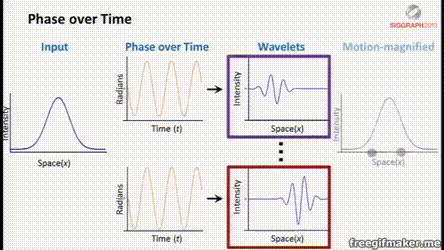 Phase over Time
SIGGRAPH2013
Input
Phase over Time
Wavelets
Motion-magnified
Intensity
Space(x)
Radians
Time (t)
Intensity
Space(x)
Intensity
Space(x)
Radians
Time (t)
Intensity
Space(x)
freegifmaker.me